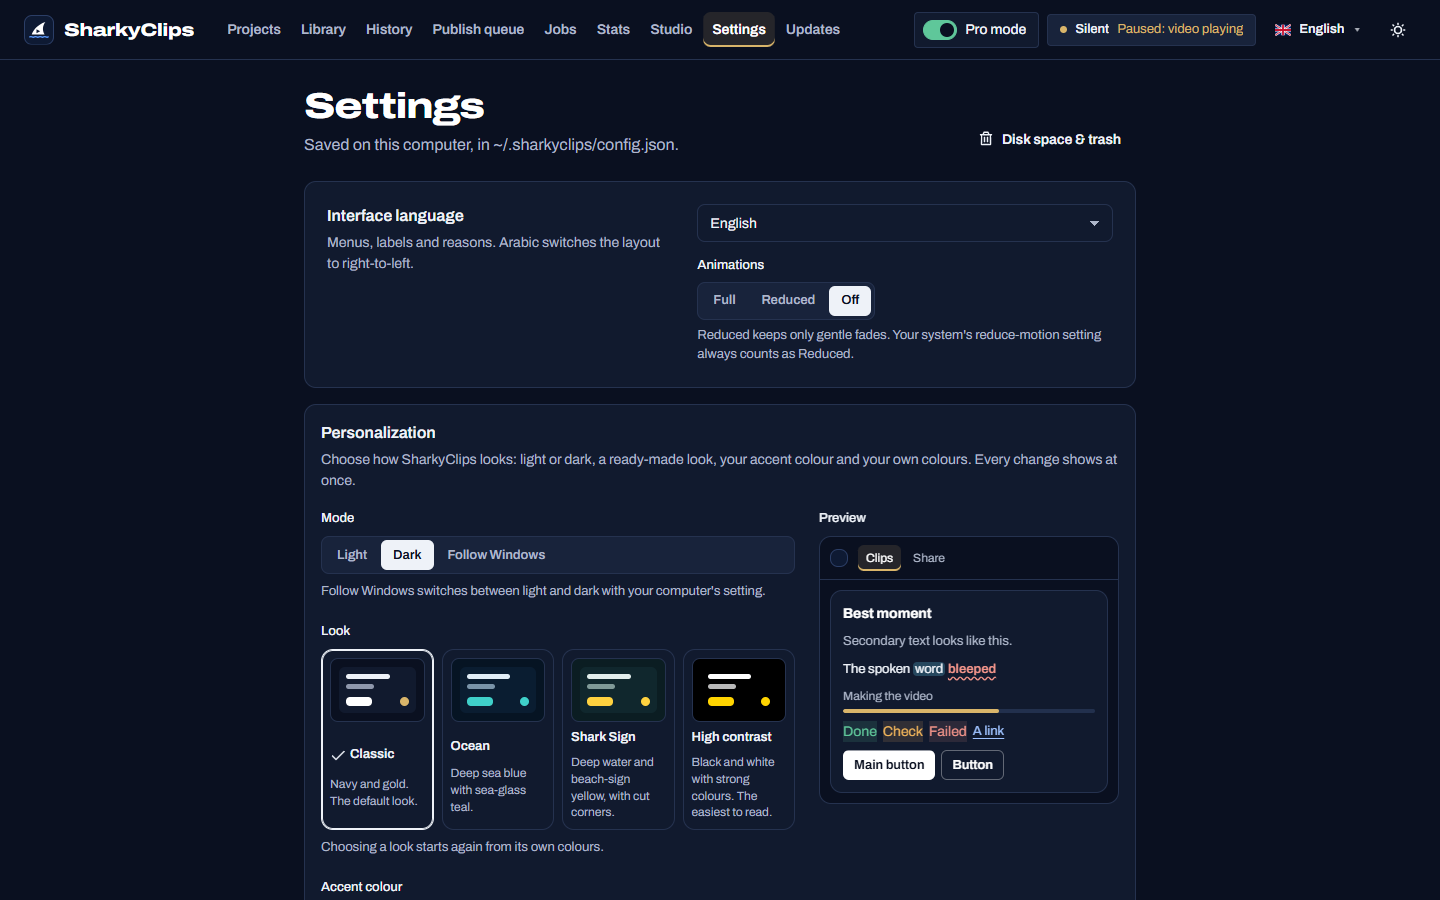 SharkyClips
Projects
Library
History
Publish queue
Jobs
Stats
Studio
Settings
Updates
Pro mode
Silent Paused: video playing
English
Settings
Saved on this computer, in ~/.sharkyclips/config.json.
Disk space & trash
Interface language
Menus, labels and reasons. Arabic switches the layout
to right-to-left.
English
Animations
Full
Reduced
Off
Reduced keeps only gentle fades. Your system's reduce-motion setting
always counts as Reduced.
Personalization
Choose how SharkyClips looks: light or dark, a ready-made look, your accent colour and your own colours. Every change shows at
once.
Mode
Light
Dark
Follow Windows
Follow Windows switches between light and dark with your computer's setting.
Look
Classic
Navy and gold.
The default look.
Ocean
Deep sea blue
with sea-glass
teal.
Shark Sign
Deep water and
beach-sign
yellow, with cut
corners.
High contrast
Black and white
with strong
colours. The
easiest to read.
Choosing a look starts again from its own colours.
Accent colour
Preview
Clips
Share
Best moment
Secondary text looks like this.
The spoken word bleeped
Making the video
Done Check Failed A link
Main button
Button